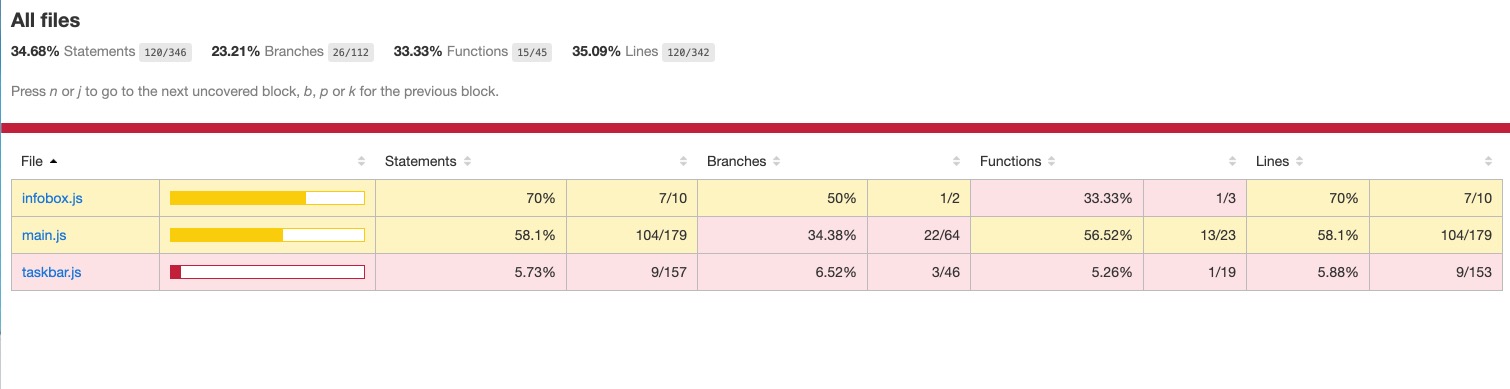 All files
34.68% Statements 120/346 23.21% Branches 26/112 33.33% Functions 15/45 35.09% Lines 120/342
Press n or j to go to the next uncovered block, b, p or k for the previous block.
File Statements Branches Functions Lines
infobox.js 70% 7/10 50% 1/2 33.33% 1/3 70% 7/10
main.js 58.1% 104/179 34.38% 22/64 56.52% 13/23 58.1% 104/179
taskbar.js 5.73% 9/157 6.52% 3/46 5.26% 1/19 5.88% 9/153